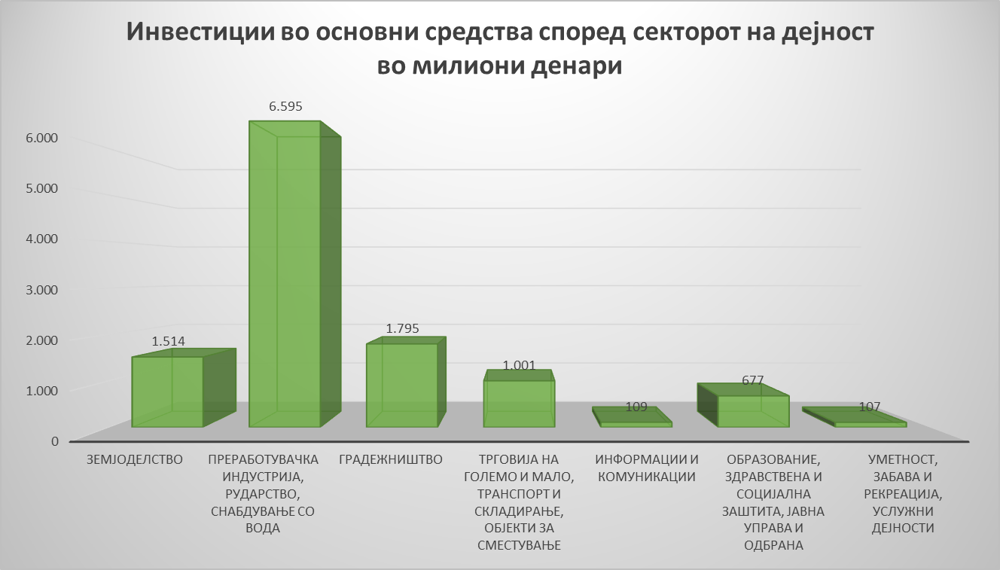 Инвестиции во основни средства според секторот на дејност
во милиони денари
6.595
6.000
5.000
4.000
3.000
2.000
1.000
0
1.514
1.795
1.001
109
677
107
ЗЕМЈОДЕЛСТВО
ПРЕРАБОТУВАЧКА
ИНДУСТРИЈА,
РУДАРСТВО,
СНАБДУВАЊЕ СО
ВОДА
ГРАДЕЖНИШТВО
ТРГОВИЈА НА
ГОЛЕМО И МАЛО,
ТРАНСПОРТ И
СКЛАДИРАЊЕ,
ОБЈЕКТИ ЗА
СМЕСТУВАЊЕ
ИНФОРМАЦИИ И
КОМУНИКАЦИИ
ОБРАЗОВАНИЕ,
ЗДРАВСТВЕНА И
СОЦИЈАЛНА
ЗАШТИТА, ЈАВНА
УПРАВА И
ОДБРАНА
УМЕТНОСТ,
ЗАБАВА И
РЕКРЕАЦИЈА,
УСЛУЖНИ
ДЕЈНОСТИ